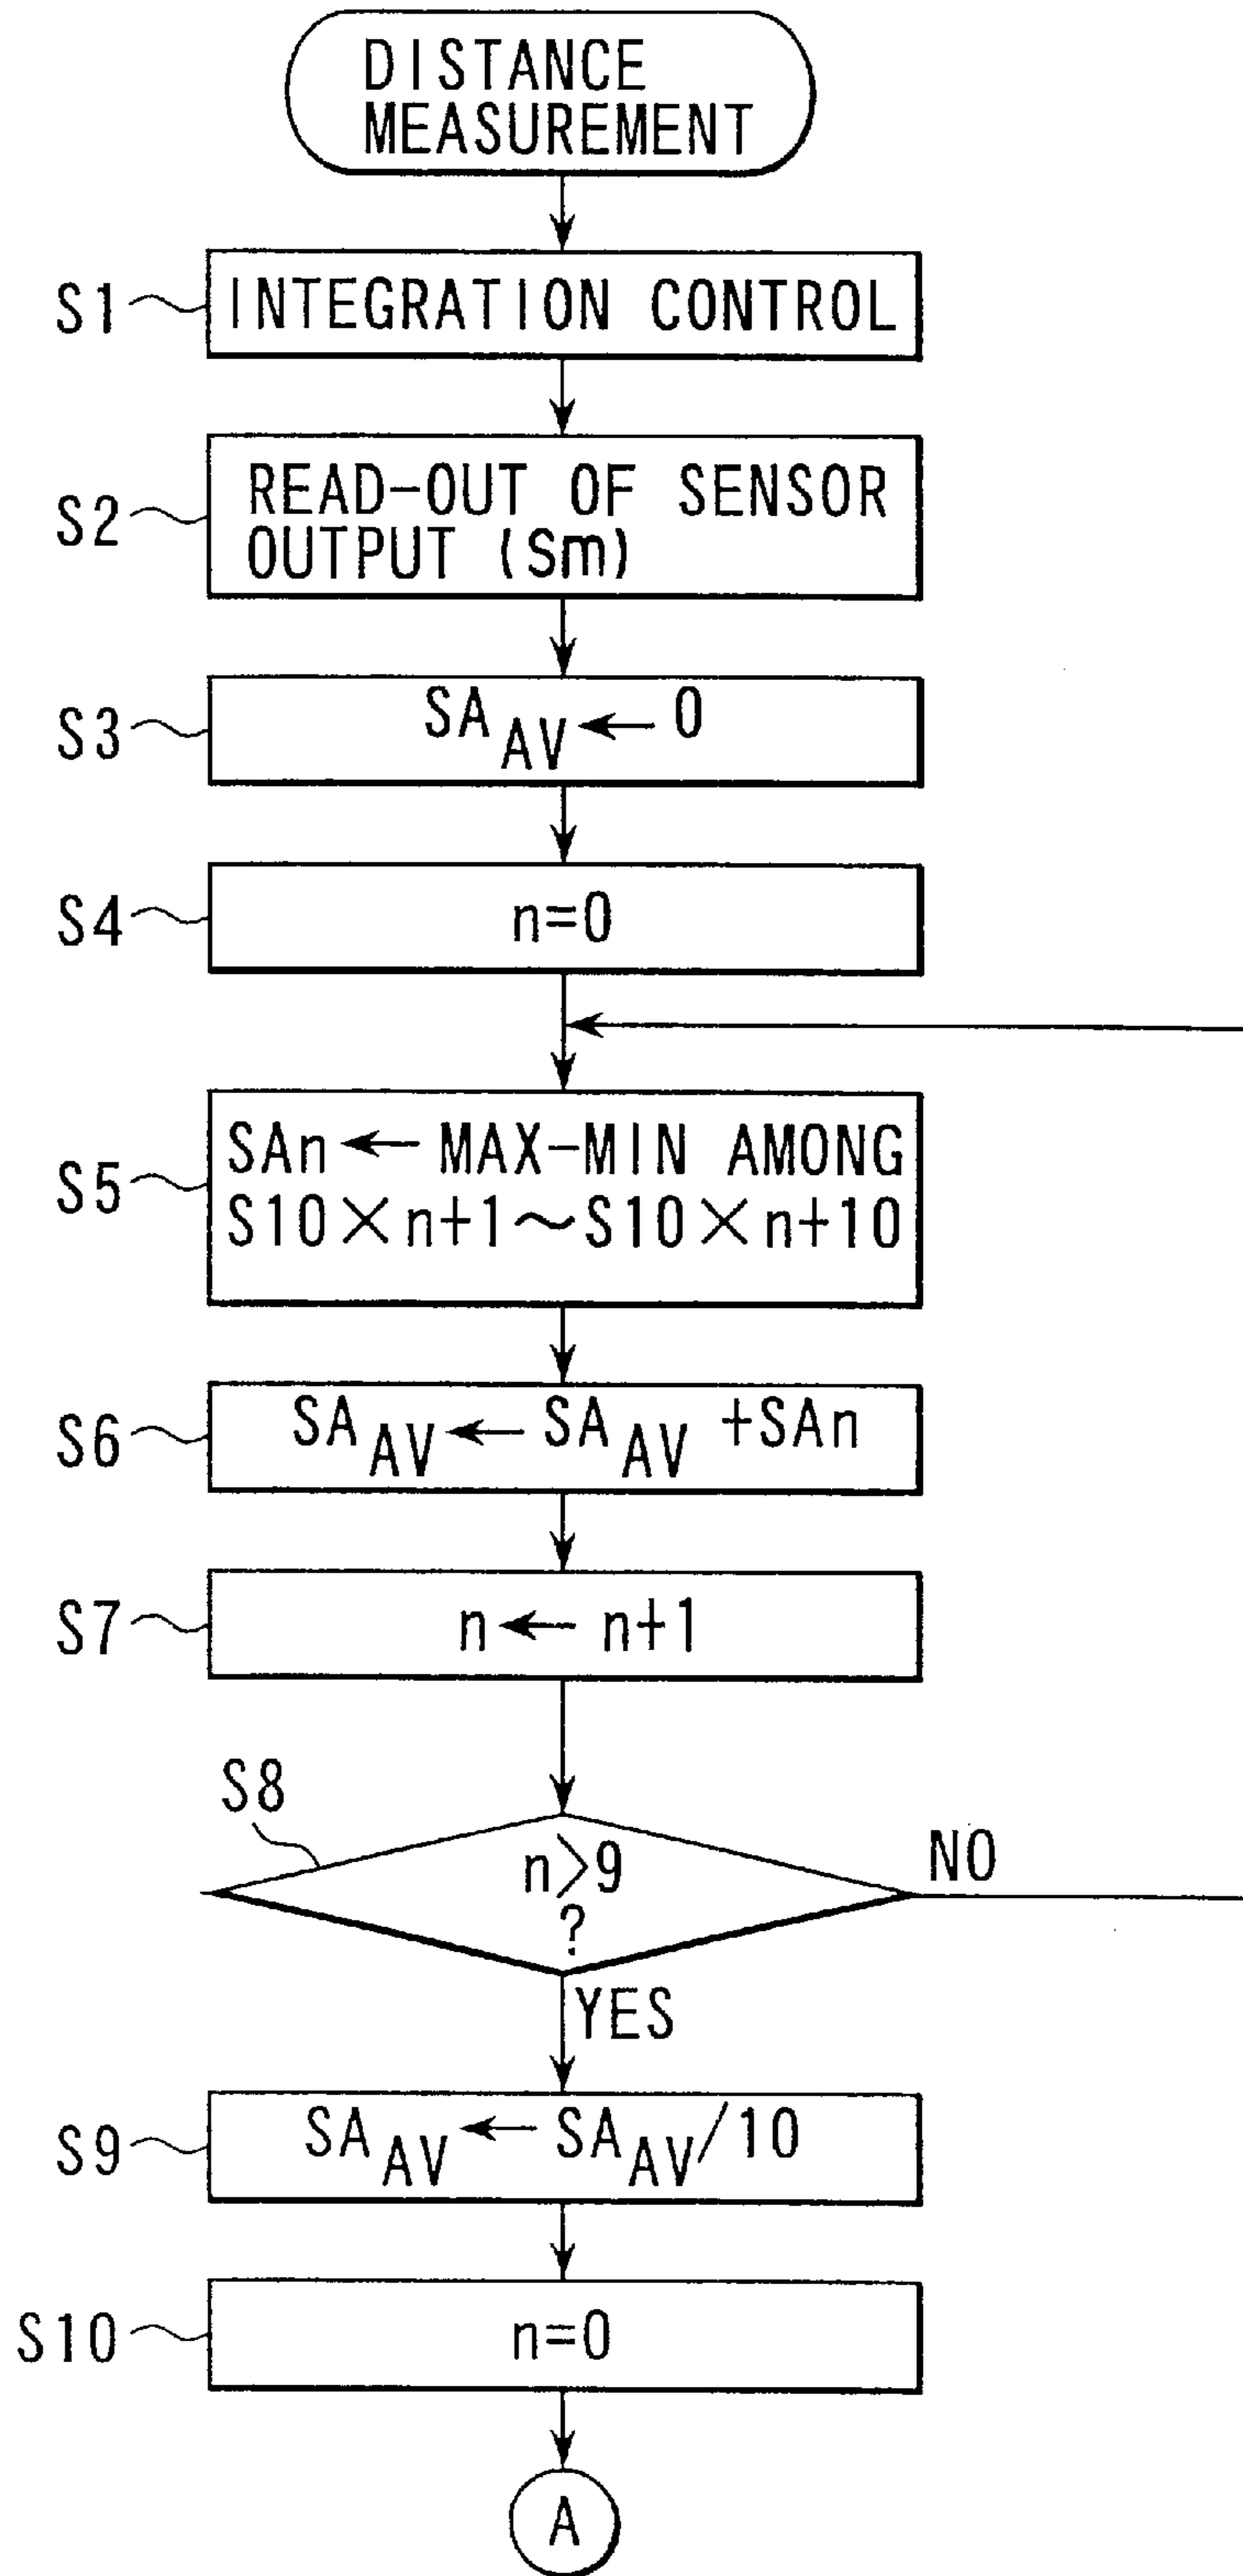 DISTANCE
MEASUREMENT
S1
INTEGRATION CONTROL
S2
READ-OUT OF SENSOR
OUTPUT (Sm)
S3
SA AV ← 0
S4
n=0
S5
SAn ← MAX-MIN AMONG
S10×n+1～S10×n+10
S6
SA AV ← SA AV +SAn
S7
n ← n+1
S8
n>9
?
NO
YES
S9
SA AV ← SA AV/10
S10
n=0
A